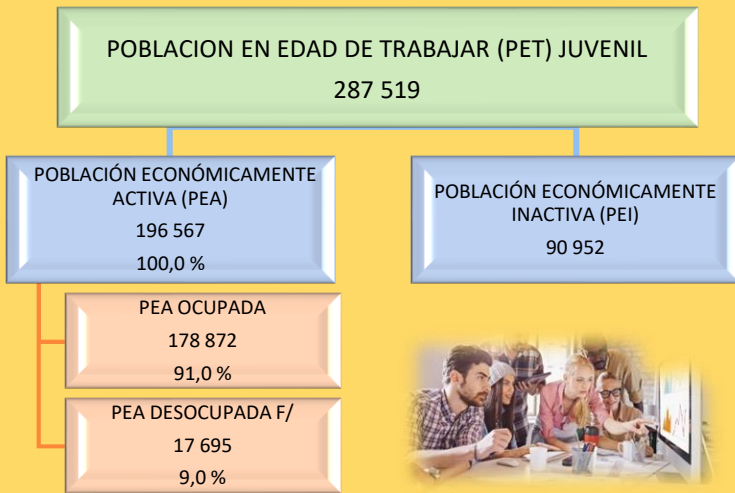 POBLACION EN EDAD DE TRABAJAR (PET) JUVENIL
287 519
POBLACIÓN ECONÓMICAMENTE
ACTIVA (PEA)
196 567
100,0 %
POBLACIÓN ECONÓMICAMENTE
INACTIVA (PEI)
90 952
PEA OCUPADA
178 872
91,0 %
PEA DESOCUPADA F/
17 695
9,0 %